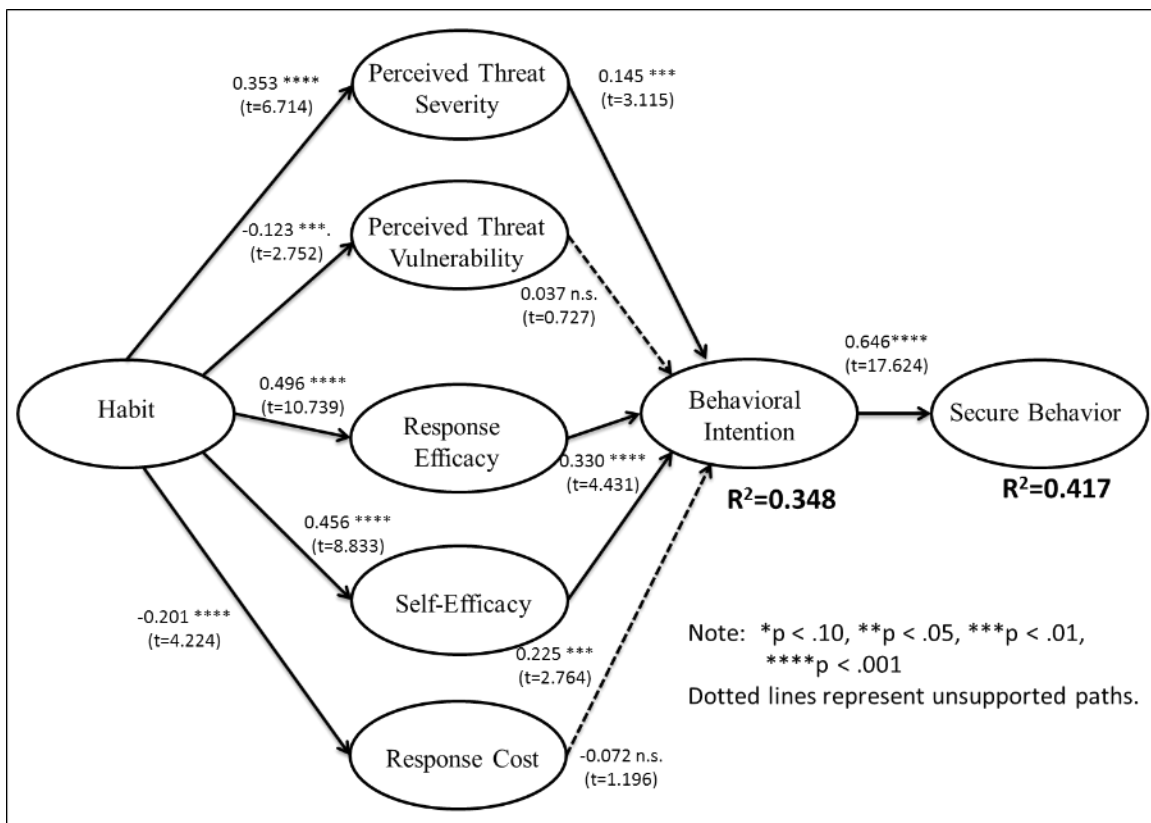 0.353 ****
(t=6.714)
Perceived Threat
Severity
0.145 ***
(t=3.115)
-0.123 ***.
(t=2.752)
Perceived Threat
Vulnerability
0.037 n.s.
(t=0.727)
Habit
0.496 ****
(t=10.739)
Response
Efficacy
0.330 ****
(t=4.431)
Behavioral
Intention
R²=0.348
0.646****
(t=17.624)
Secure Behavior
R²=0.417
0.456 ****
(t=8.833)
Self-Efficacy
0.225 ***
(t=2.764)
-0.201 ****
(t=4.224)
Response Cost
-0.072 n.s.
(t=1.196)
Note: *p < .10, **p < .05, ***p < .01,
****p < .001
Dotted lines represent unsupported paths.